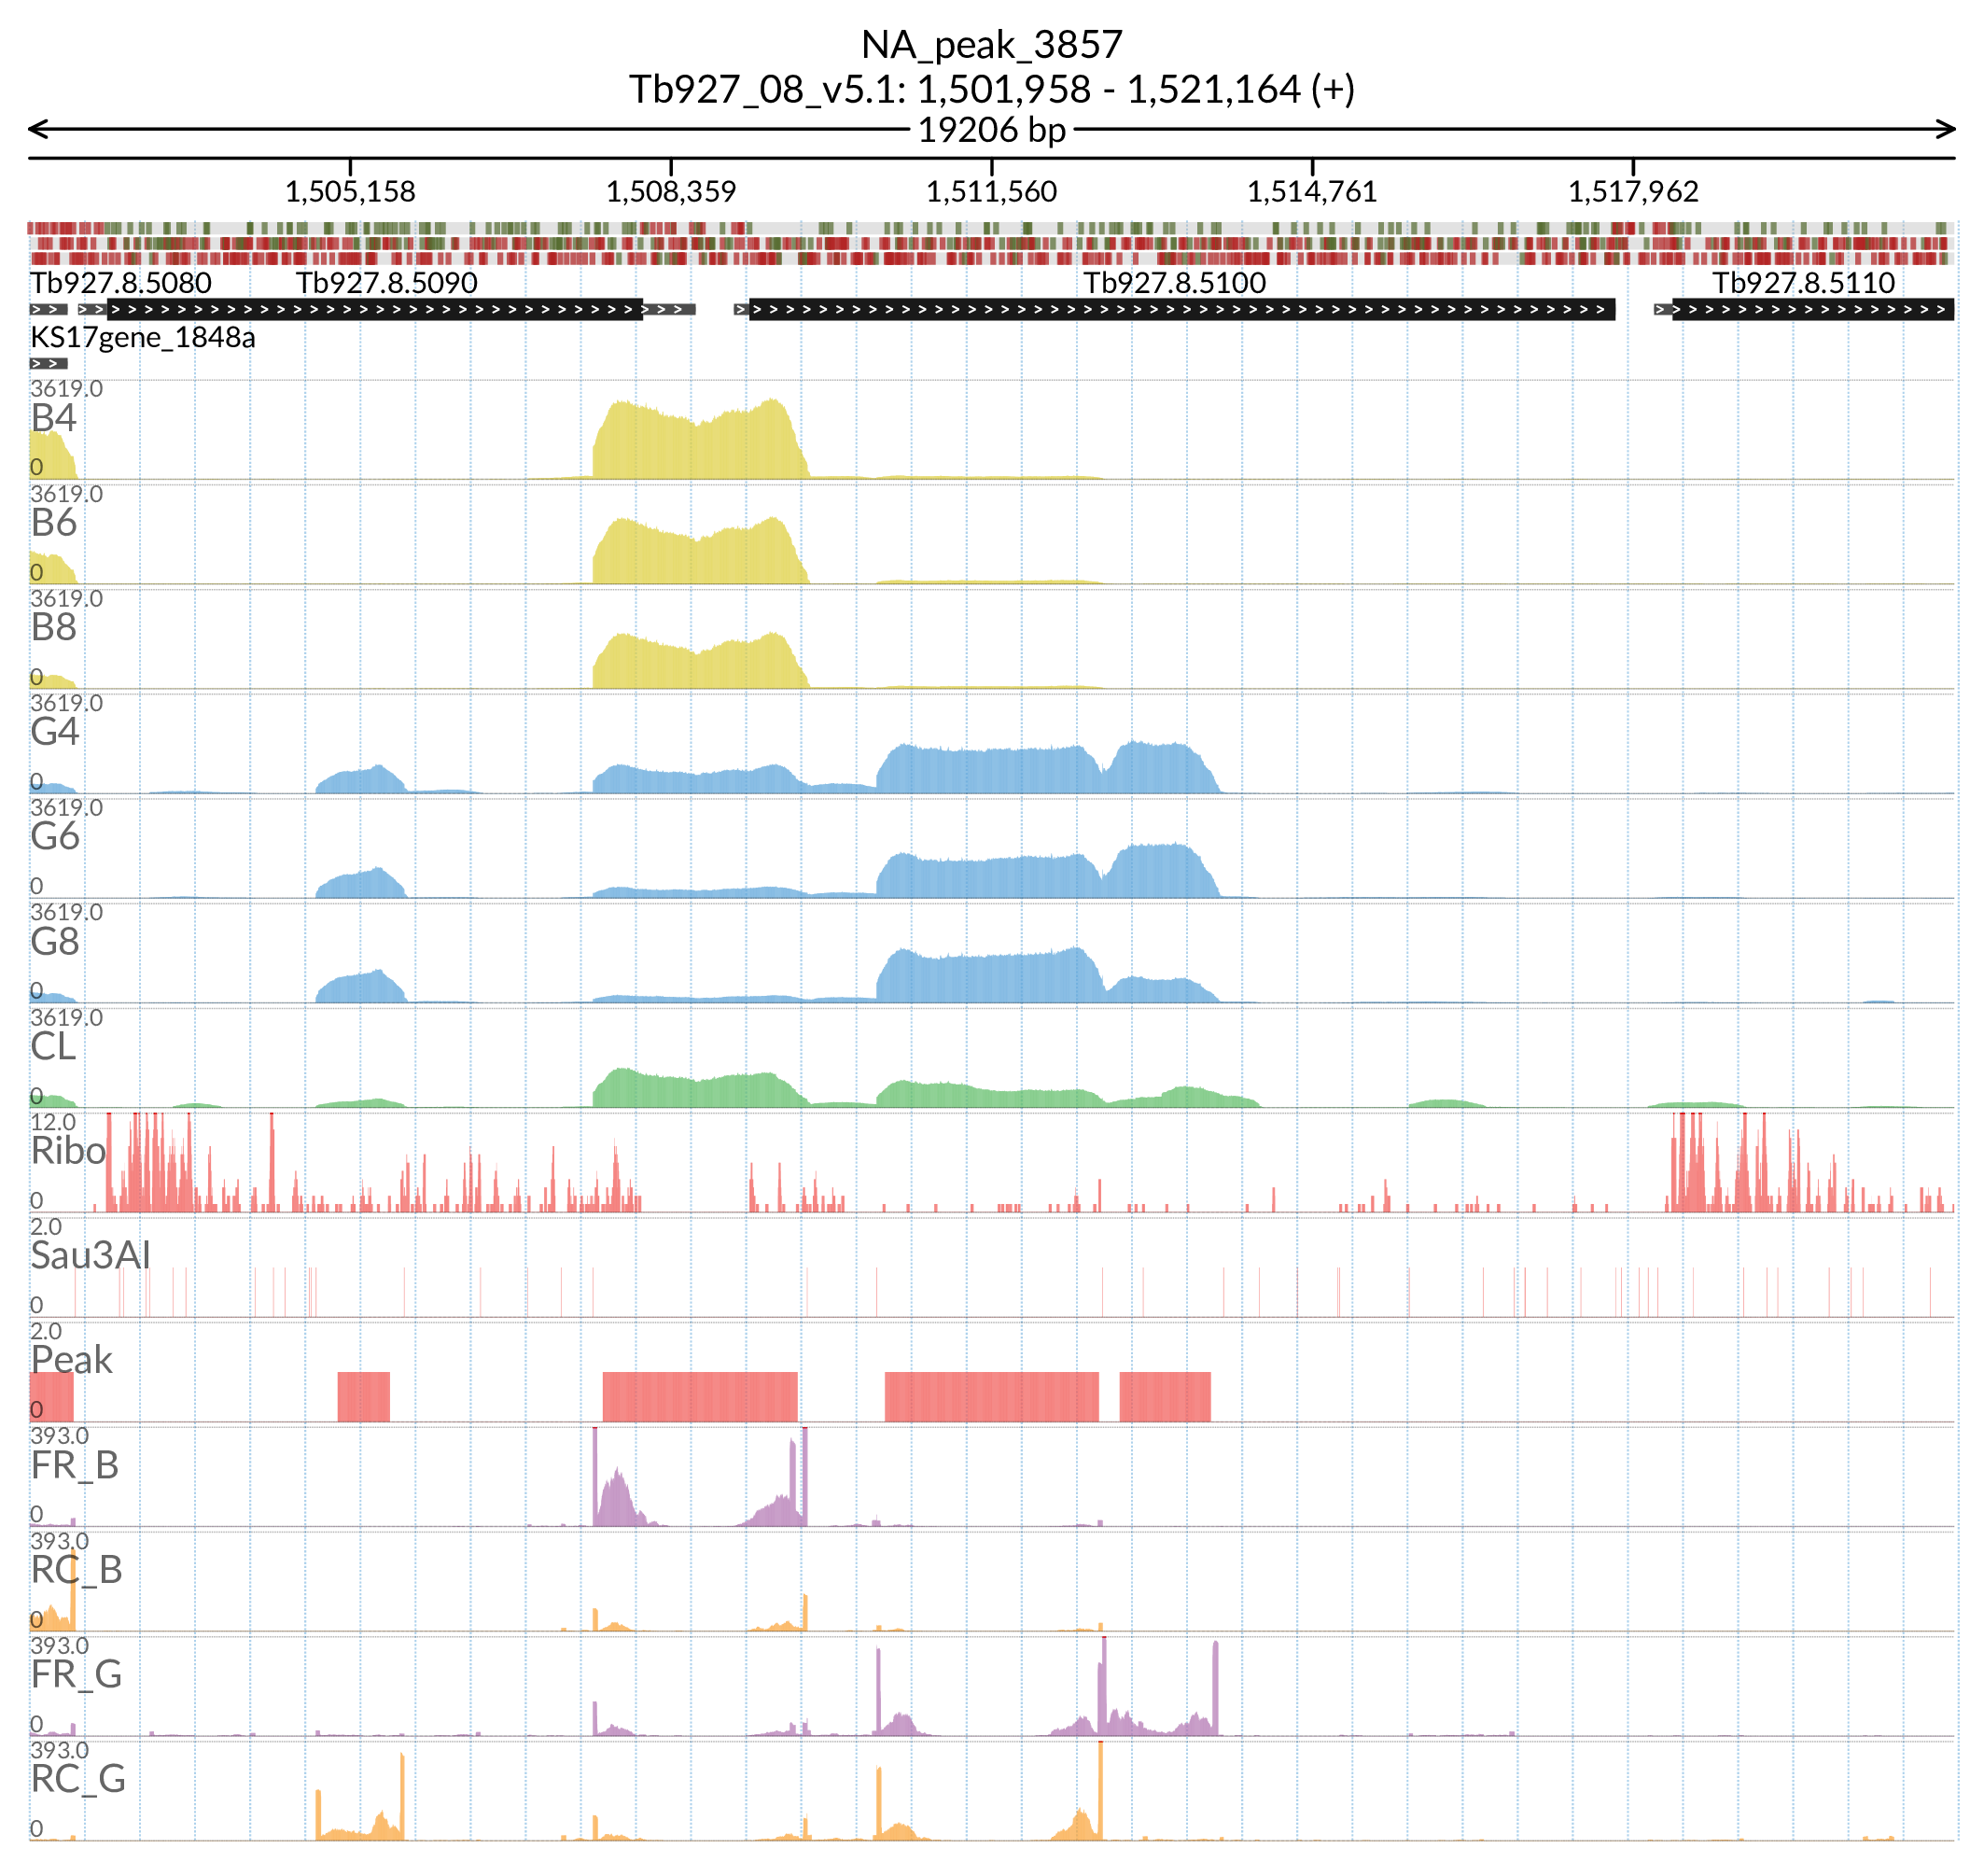 NA_peak_3857
Tb927_08_v5.1: 1,501,958 - 1,521,164 (+)
19206 bp
1,505,158 1,508,359 1,511,560 1,514,761 1,517,962
Tb927.8.5080 Tb927.8.5090 Tb927.8.5100 Tb927.8.5110
KS17gene_1848a
3619.0
B4
0
3619.0
B6
0
3619.0
B8
0
3619.0
G4
0
3619.0
G6
0
3619.0
G8
0
3619.0
CL
0
12.0
Ribo
0
2.0
Sau3AI
0
2.0
Peak
0
393.0
FR_B
0
393.0
RC_B
0
393.0
FR_G
0
393.0
RC_G
0